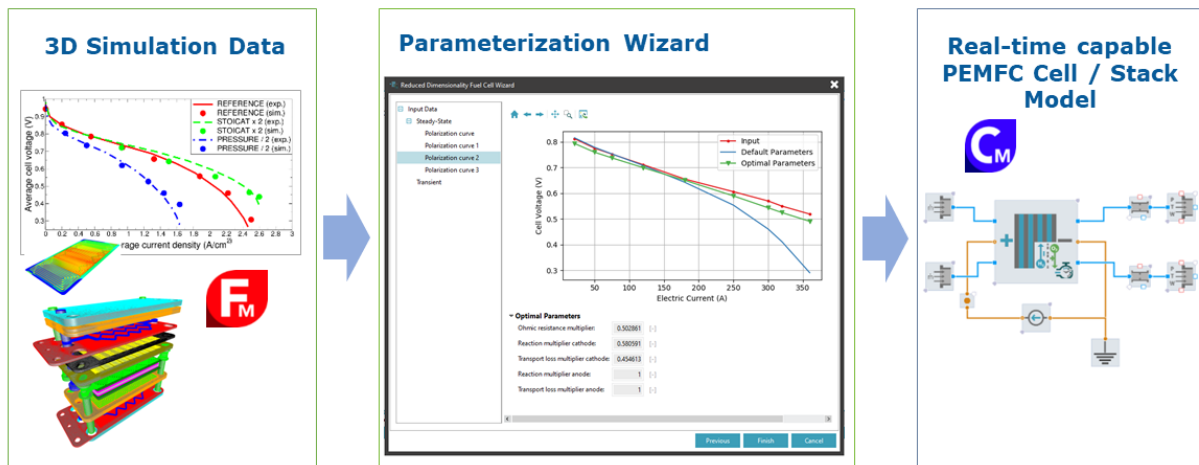 3D Simulation Data
0.9
0.8
0.7
0.6
0.5
0.4
0.3
Average cell voltage (V)
REFERENCE (exp.)
REFERENCE (sim.)
STOICAT x 2 (exp.)
STOICAT x 2 (sim.)
PRESSURE / 2 (exp.)
PRESSURE / 2 (sim.)
0 0.2 0.4 0.6 0.8 1 1.2 1.4 1.6 1.8 2 2.2 2.4 2.6 2.8 3
erage current density (A/cm²)
FM
Parameterization Wizard
Reduced Dimensionality Fuel Cell Wizard
Input Data
Steady-State
Polarization curve
Polarization curve 1
Polarization curve 2
Polarization curve 3
Transient
0.8
0.7
0.6
0.5
0.4
0.3
Cell Voltage (V)
Input
Default Parameters
Optimal Parameters
50 100 150 200 250 300 350
Electric Current (A)
Optimal Parameters
Ohmic resistance multiplier: 0.502861 [-]
Reaction multiplier cathode: 0.580591 [-]
Transport loss multiplier cathode: 0.454613 [-]
Reaction multiplier anode: 1 [-]
Transport loss multiplier anode: 1 [-]
Previous Finish Cancel
Real-time capable
PEMFC Cell / Stack
Model
CM
P
T
W
P
T
W